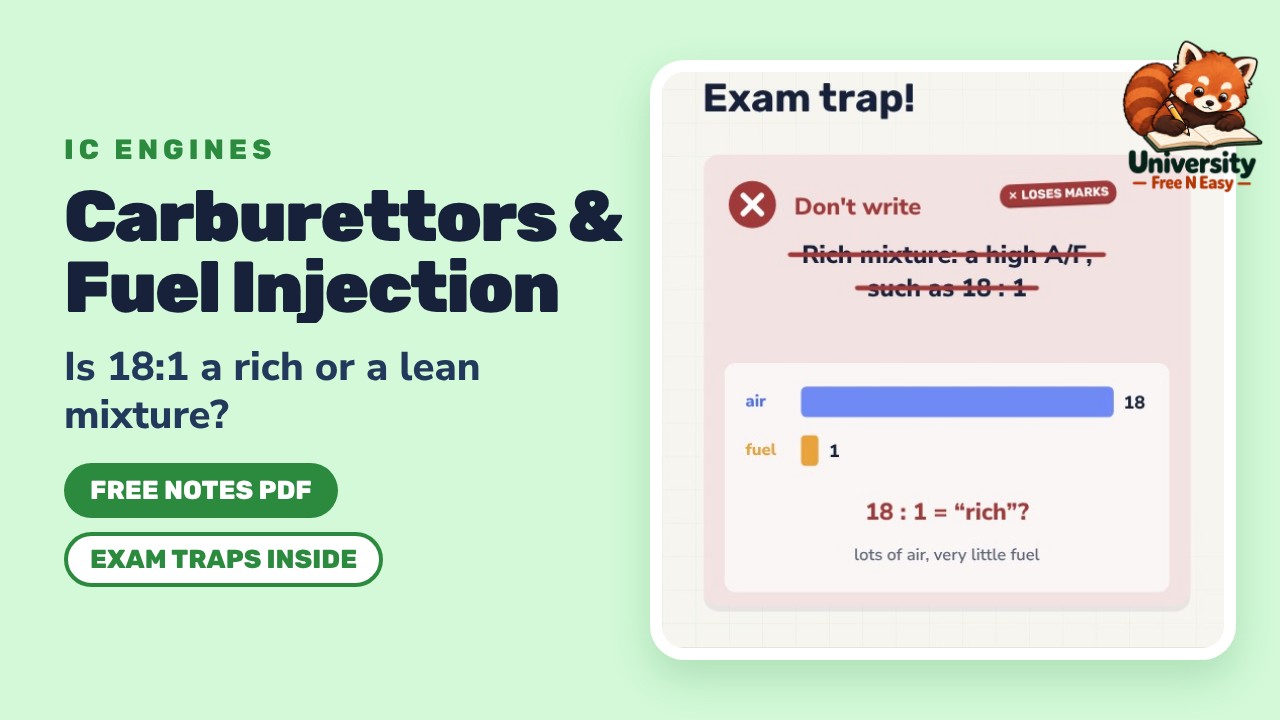 IC ENGINES
Carburettors &
Fuel Injection
Is 18:1 a rich or a lean
mixture?
FREE NOTES PDF
EXAM TRAPS INSIDE
Exam trap!
Don't write
× LOSES MARKS
Rich mixture: a high A/F,
such as 18 : 1
air
18
fuel
1
18 : 1 = “rich”?
lots of air, very little fuel
University
Free N Easy